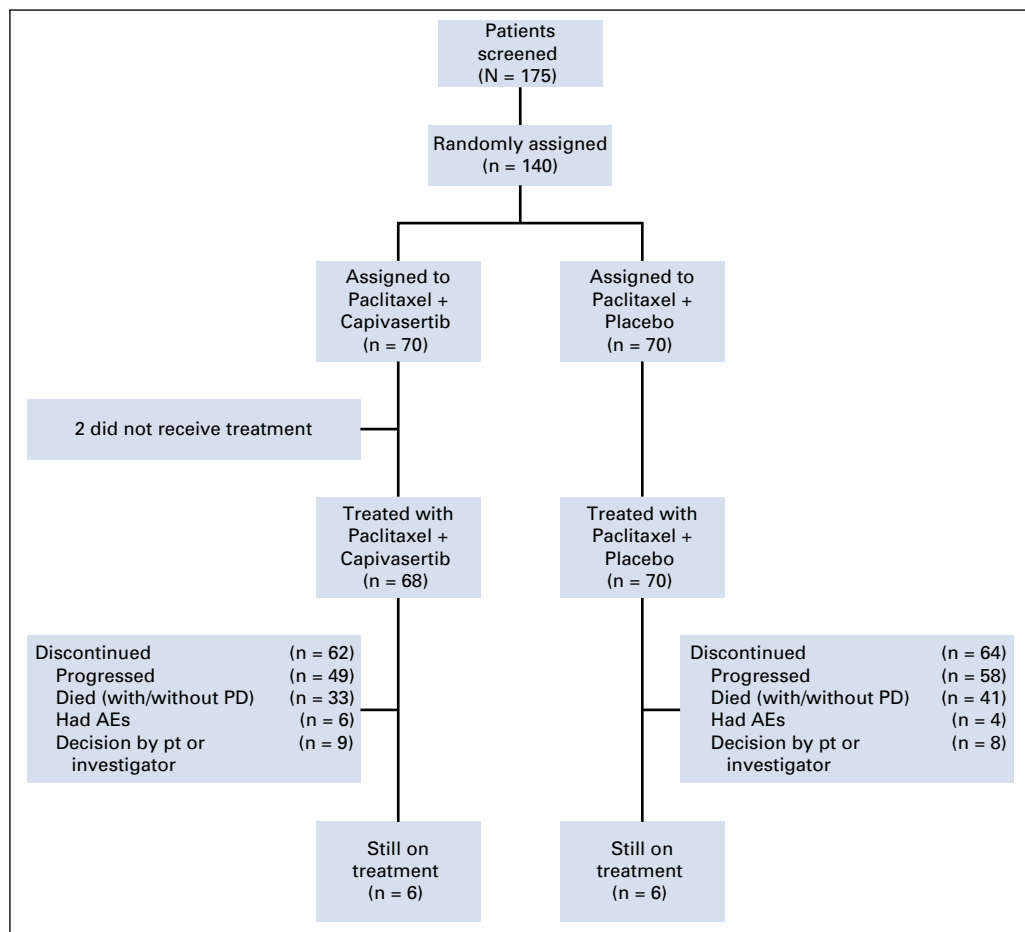 Patients
screened
(N = 175)
Randomly assigned
(n = 140)
Assigned to
Paclitaxel +
Capivasertib
(n = 70)
Assigned to
Paclitaxel +
Placebo
(n = 70)
2 did not receive treatment
Treated with
Paclitaxel +
Capivasertib
(n = 68)
Treated with
Paclitaxel +
Placebo
(n = 70)
Discontinued (n = 62)
Progressed (n = 49)
Died (with/without PD) (n = 33)
Had AEs (n = 6)
Decision by pt or (n = 9)
investigator
Discontinued (n = 64)
Progressed (n = 58)
Died (with/without PD) (n = 41)
Had AEs (n = 4)
Decision by pt or (n = 8)
investigator
Still on
treatment
(n = 6)
Still on
treatment
(n = 6)